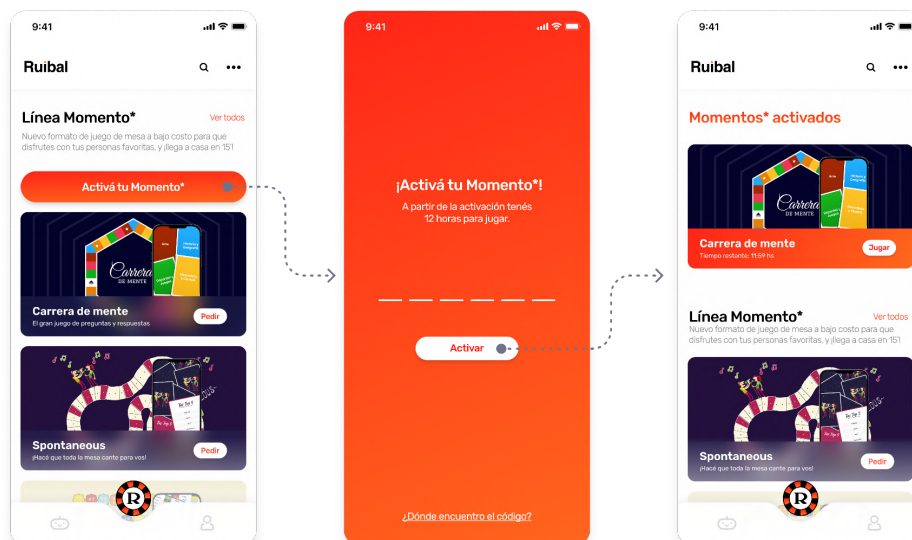 9:41
Ruibal
Línea Momento*
Ver todos
Nuevo formato de juego de mesa a bajo costo para que
disfrutes con tus personas favoritas, y ¡llega a casa en 15'!
Activá tu Momento*
Carrera
DE MENTE
Carrera de mente
El gran juego de preguntas y respuestas
Pedir
Spontaneous
¡Hacé que toda la mesa cante para vos!
Pedir
R
9:41
¡Activá tu Momento*!
A partir de la activación tenés
12 horas para jugar.
Activar
¿Dónde encuentro el código?
9:41
Ruibal
Momentos* activados
Carrera
DE MENTE
Carrera de mente
Tiempo restante: 11:59 hs
Jugar
Línea Momento*
Ver todos
Nuevo formato de juego de mesa a bajo costo para que
disfrutes con tus personas favoritas, y ¡llega a casa en 15'!
Spontaneous
¡Hacé que toda la mesa cante para vos!
Pedir
R